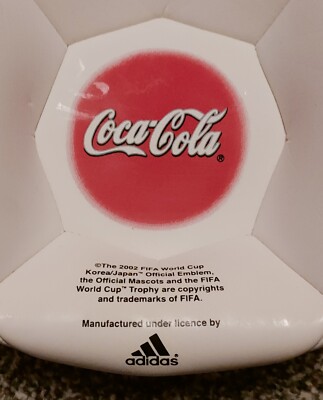 Coca-Cola®
©The 2002 FIFA World Cup
Korea/Japan™ Official Emblem,
the Official Mascots and the FIFA
World Cup™ Trophy are copyrights
and trademarks of FIFA.
Manufactured under licence by
adidas